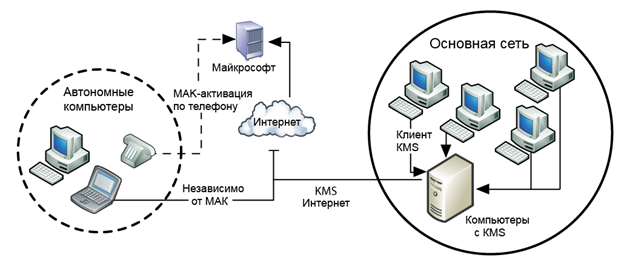 Основная сеть
Майкрософт
Автономные
компьютеры
МАК-активация
по телефону
Интернет
Клиент
KMS
Независимо
от МАК
KMS
Интернет
Компьютеры
с KMS